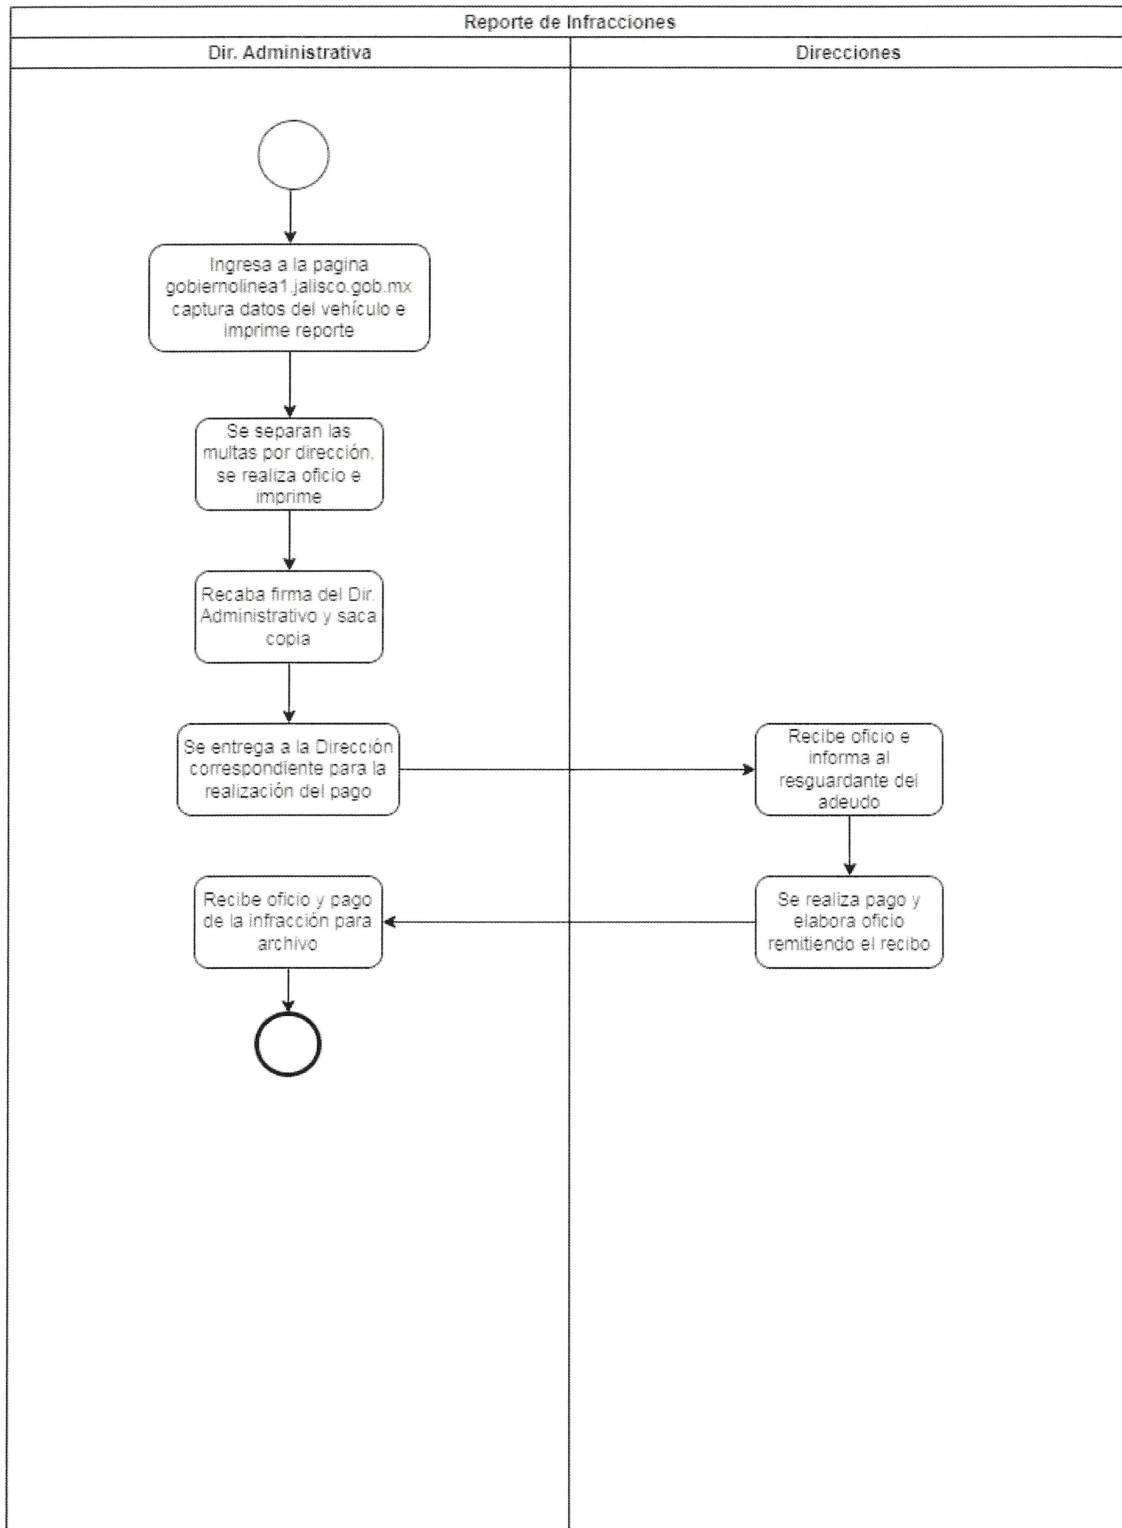 Reporte de Infracciones
Dir. Administrativa
Direcciones
Ingresa a la pagina
gobiernolinea1.jalisco.gob.mx
captura datos del vehículo e
imprime reporte
Se separan las
multas por dirección,
se realiza oficio e
imprime
Recaba firma del Dir.
Administrativo y saca
copia
Se entrega a la Dirección
correspondiente para la
realización del pago
Recibe oficio e
informa al
resguardante del
adeudo
Se realiza pago y
elabora oficio
remitiendo el recibo
Recibe oficio y pago
de la infracción para
archivo